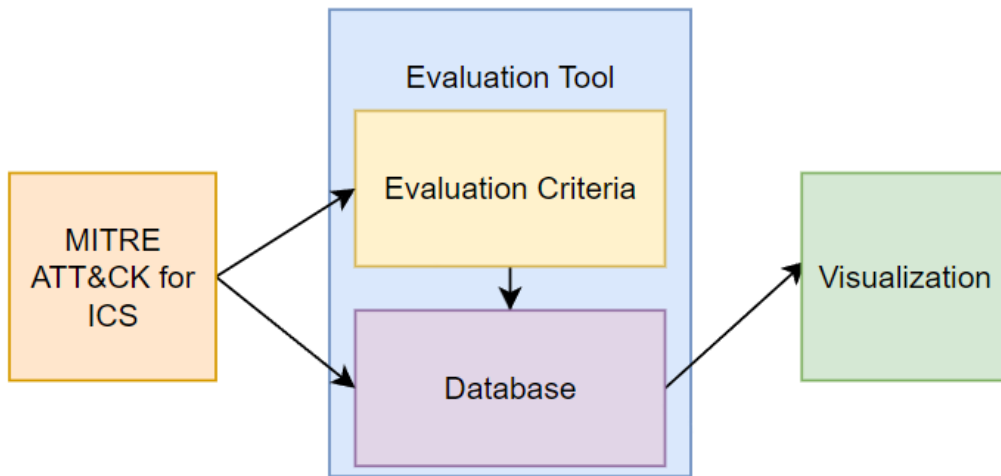 Evaluation Tool
Evaluation Criteria
MITRE
ATT&CK for
ICS
Visualization
Database